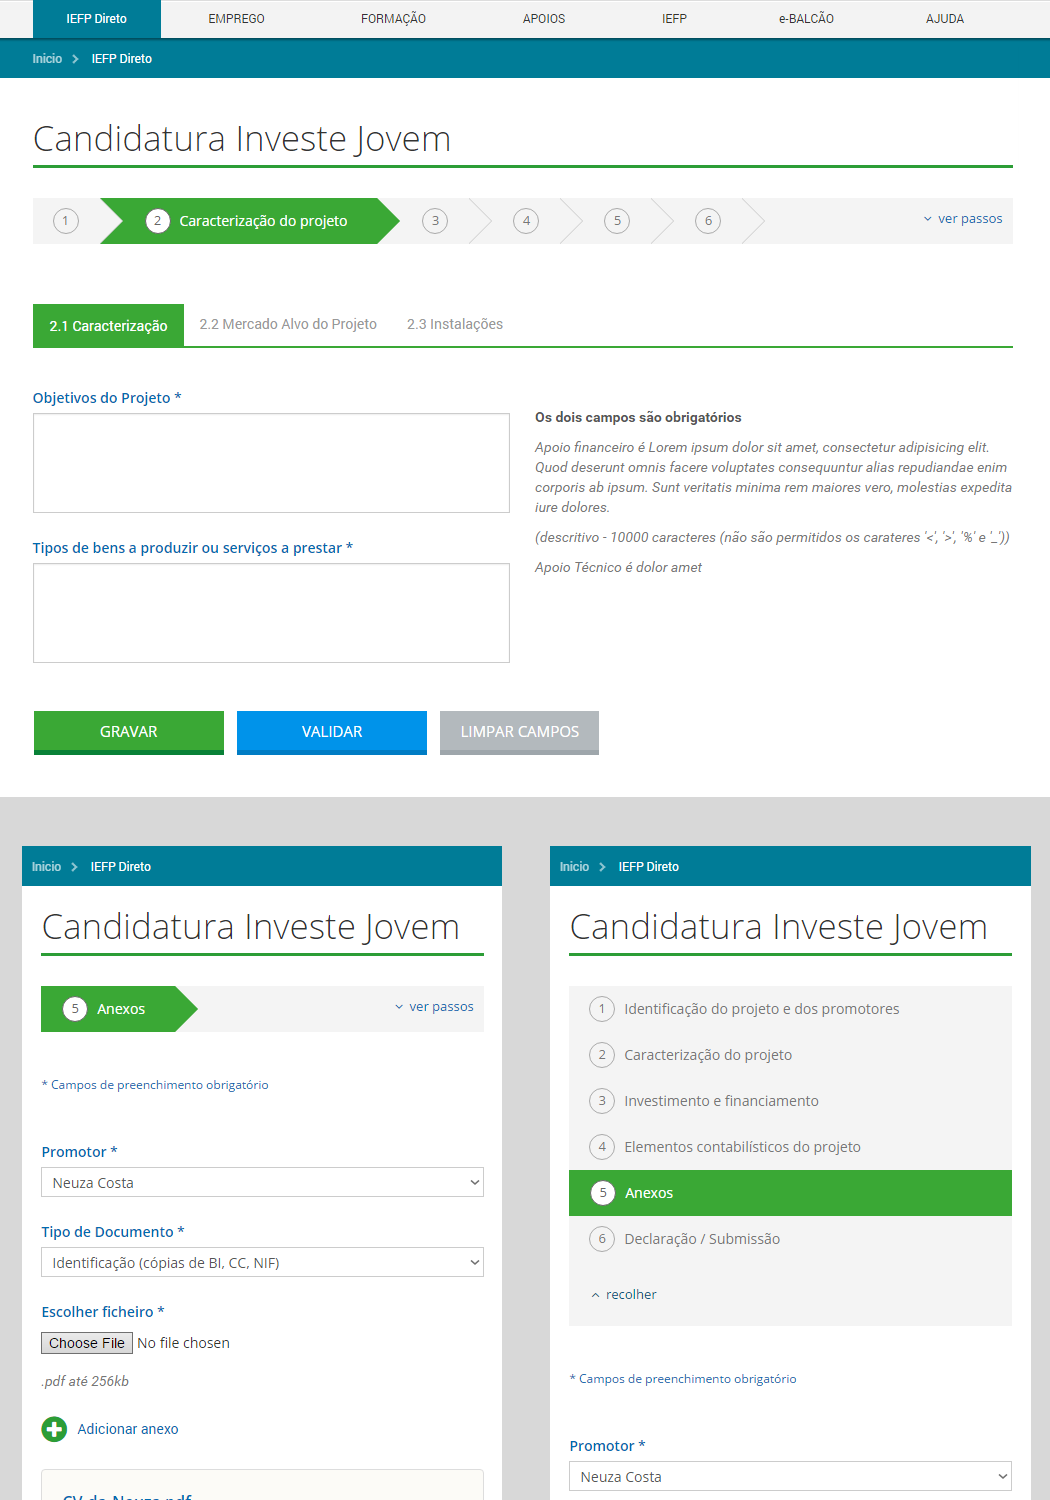 IEFP Direto
EMPREGO
FORMAÇÃO
APOIOS
IEFP
e-BALCÃO
AJUDA
Inicio > IEFP Direto
Candidatura Investe Jovem
1
2 Caracterização do projeto
3
4
5
6
ver passos
2.1 Caracterização
2.2 Mercado Alvo do Projeto
2.3 Instalações
Objetivos do Projeto *
Tipos de bens a produzir ou serviços a prestar *
Os dois campos são obrigatórios
Apoio financeiro é Lorem ipsum dolor sit amet, consectetur adipisicing elit.
Quod deserunt omnis facere voluptates consequuntur alias repudiandae enim
corporis ab ipsum. Sunt veritatis minima rem maiores vero, molestias expedita
iure dolores.
(descritivo - 10000 caracteres (não são permitidos os carateres '<', '>', '%' e '_'))
Apoio Técnico é dolor amet
GRAVAR
VALIDAR
LIMPAR CAMPOS
Inicio > IEFP Direto
Candidatura Investe Jovem
5 Anexos
ver passos
* Campos de preenchimento obrigatório
Promotor *
Neuza Costa
Tipo de Documento *
Identificação (cópias de BI, CC, NIF)
Escolher ficheiro *
Choose File No file chosen
.pdf até 256kb
Adicionar anexo
CV da Neuza.pdf
Inicio > IEFP Direto
Candidatura Investe Jovem
1 Identificação do projeto e dos promotores
2 Caracterização do projeto
3 Investimento e financiamento
4 Elementos contabilísticos do projeto
5 Anexos
6 Declaração / Submissão
recolher
* Campos de preenchimento obrigatório
Promotor *
Neuza Costa